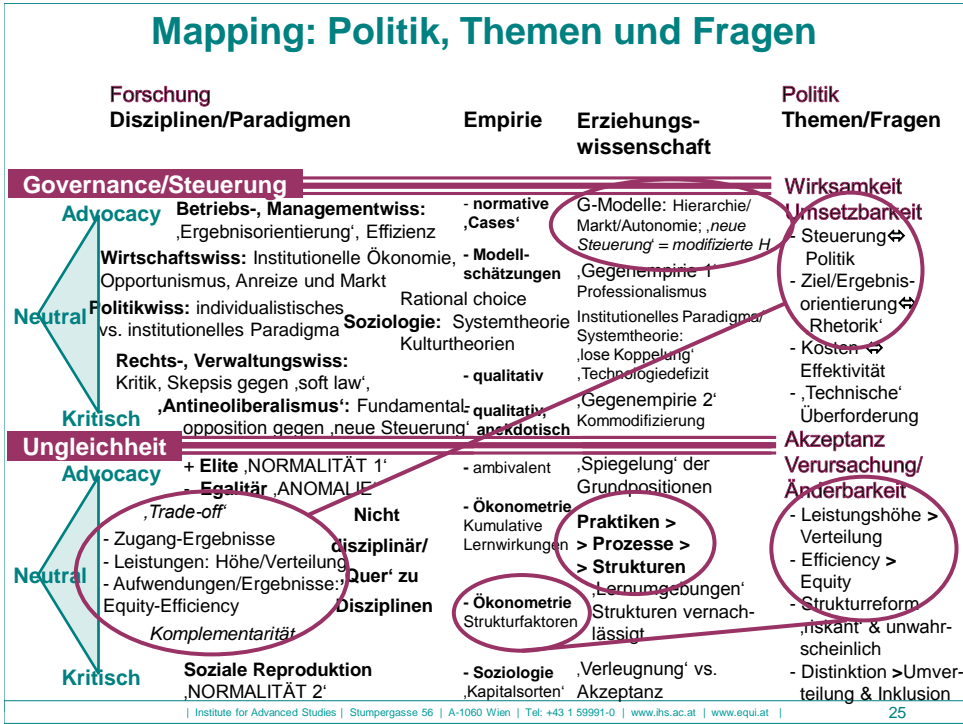 Mapping: Politik, Themen und Fragen
Forschung
Disziplinen/Paradigmen
Empirie
Erziehungs-
wissenschaft
Politik
Themen/Fragen
Governance/Steuerung
Advocacy
Neutral
Kritisch
Betriebs-, Managementwiss:
‚Ergebnisorientierung‘, Effizienz
Wirtschaftswiss: Institutionelle Ökonomie,
Opportunismus, Anreize und Markt
Politikwiss: individualistisches
vs. institutionelles Paradigma
Rational choice
Soziologie: Systemtheorie
Kulturtheorien
Rechts-, Verwaltungswiss:
Kritik, Skepsis gegen ‚soft law‘,
‚Antineoliberalismus‘: Fundamental-
opposition gegen ‚neue Steuerung‘
- normative
‚Cases‘
- Modell-
schätzungen
- qualitativ
- qualitativ,
anekdotisch
G-Modelle: Hierarchie/
Markt/Autonomie; ‚neue
Steuerung‘ = modifizierte H
‚Gegenempirie 1‘
Professionalismus
Institutionelles Paradigma/
Systemtheorie:
‚lose Koppelung‘
‚Technologiedefizit
‚Gegenempirie 2‘
Kommodifizierung
Wirksamkeit
Umsetzbarkeit
- Steuerung⇔
Politik
- Ziel/Ergebnis-
orientierung⇔
‚Rhetorik‘
- Kosten ⇔
Effektivität
- ‚Technische‘
Überforderung
Ungleichheit
Advocacy
Neutral
Kritisch
+ Elite ‚NORMALITÄT 1‘
- Egalitär ‚ANOMALIE‘
‚Trade-off‘
- Zugang-Ergebnisse
- Leistungen: Höhe/Verteilung
- Aufwendungen/Ergebnisse:
Equity-Efficiency
Komplementarität
Nicht
disziplinär/
‚Quer‘ zu
Disziplinen
Soziale Reproduktion
‚NORMALITÄT 2‘
- ambivalent
- Ökonometrie
Kumulative
Lernwirkungen
- Ökonometrie
Strukturfaktoren
- Soziologie
‚Kapitalsorten‘
‚Spiegelung‘ der
Grundpositionen
Praktiken >
> Prozesse >
> Strukturen
‚Lernumgebungen‘
Strukturen vernach-
lässigt
‚Verleugnung‘ vs.
Akzeptanz
Akzeptanz
Verursachung/
Änderbarkeit
- Leistungshöhe >
Verteilung
- Efficiency >
Equity
- Strukturreform
‚riskant‘ & unwahr-
scheinlich
- Distinktion >Umver-
teilung & Inklusion
| Institute for Advanced Studies | Stumpergasse 56 | A-1060 Wien | Tel: +43 1 59991-0 | www.ihs.ac.at | www.equi.at |
25